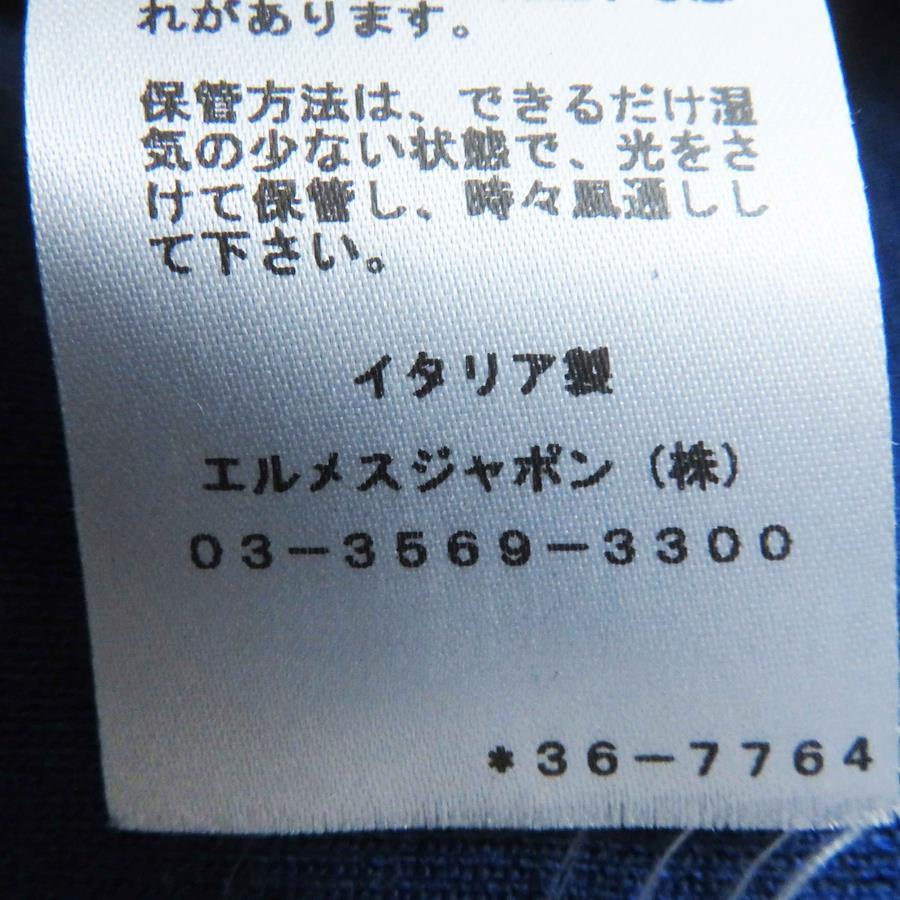 れがあります。
保管方法は、できるだけ湿
気の少ない状態で、光をさ
けて保管し、時々風通しし
て下さい。
イタリア製
エルメスジャポン（株）
03－3569－3300
*36－7764